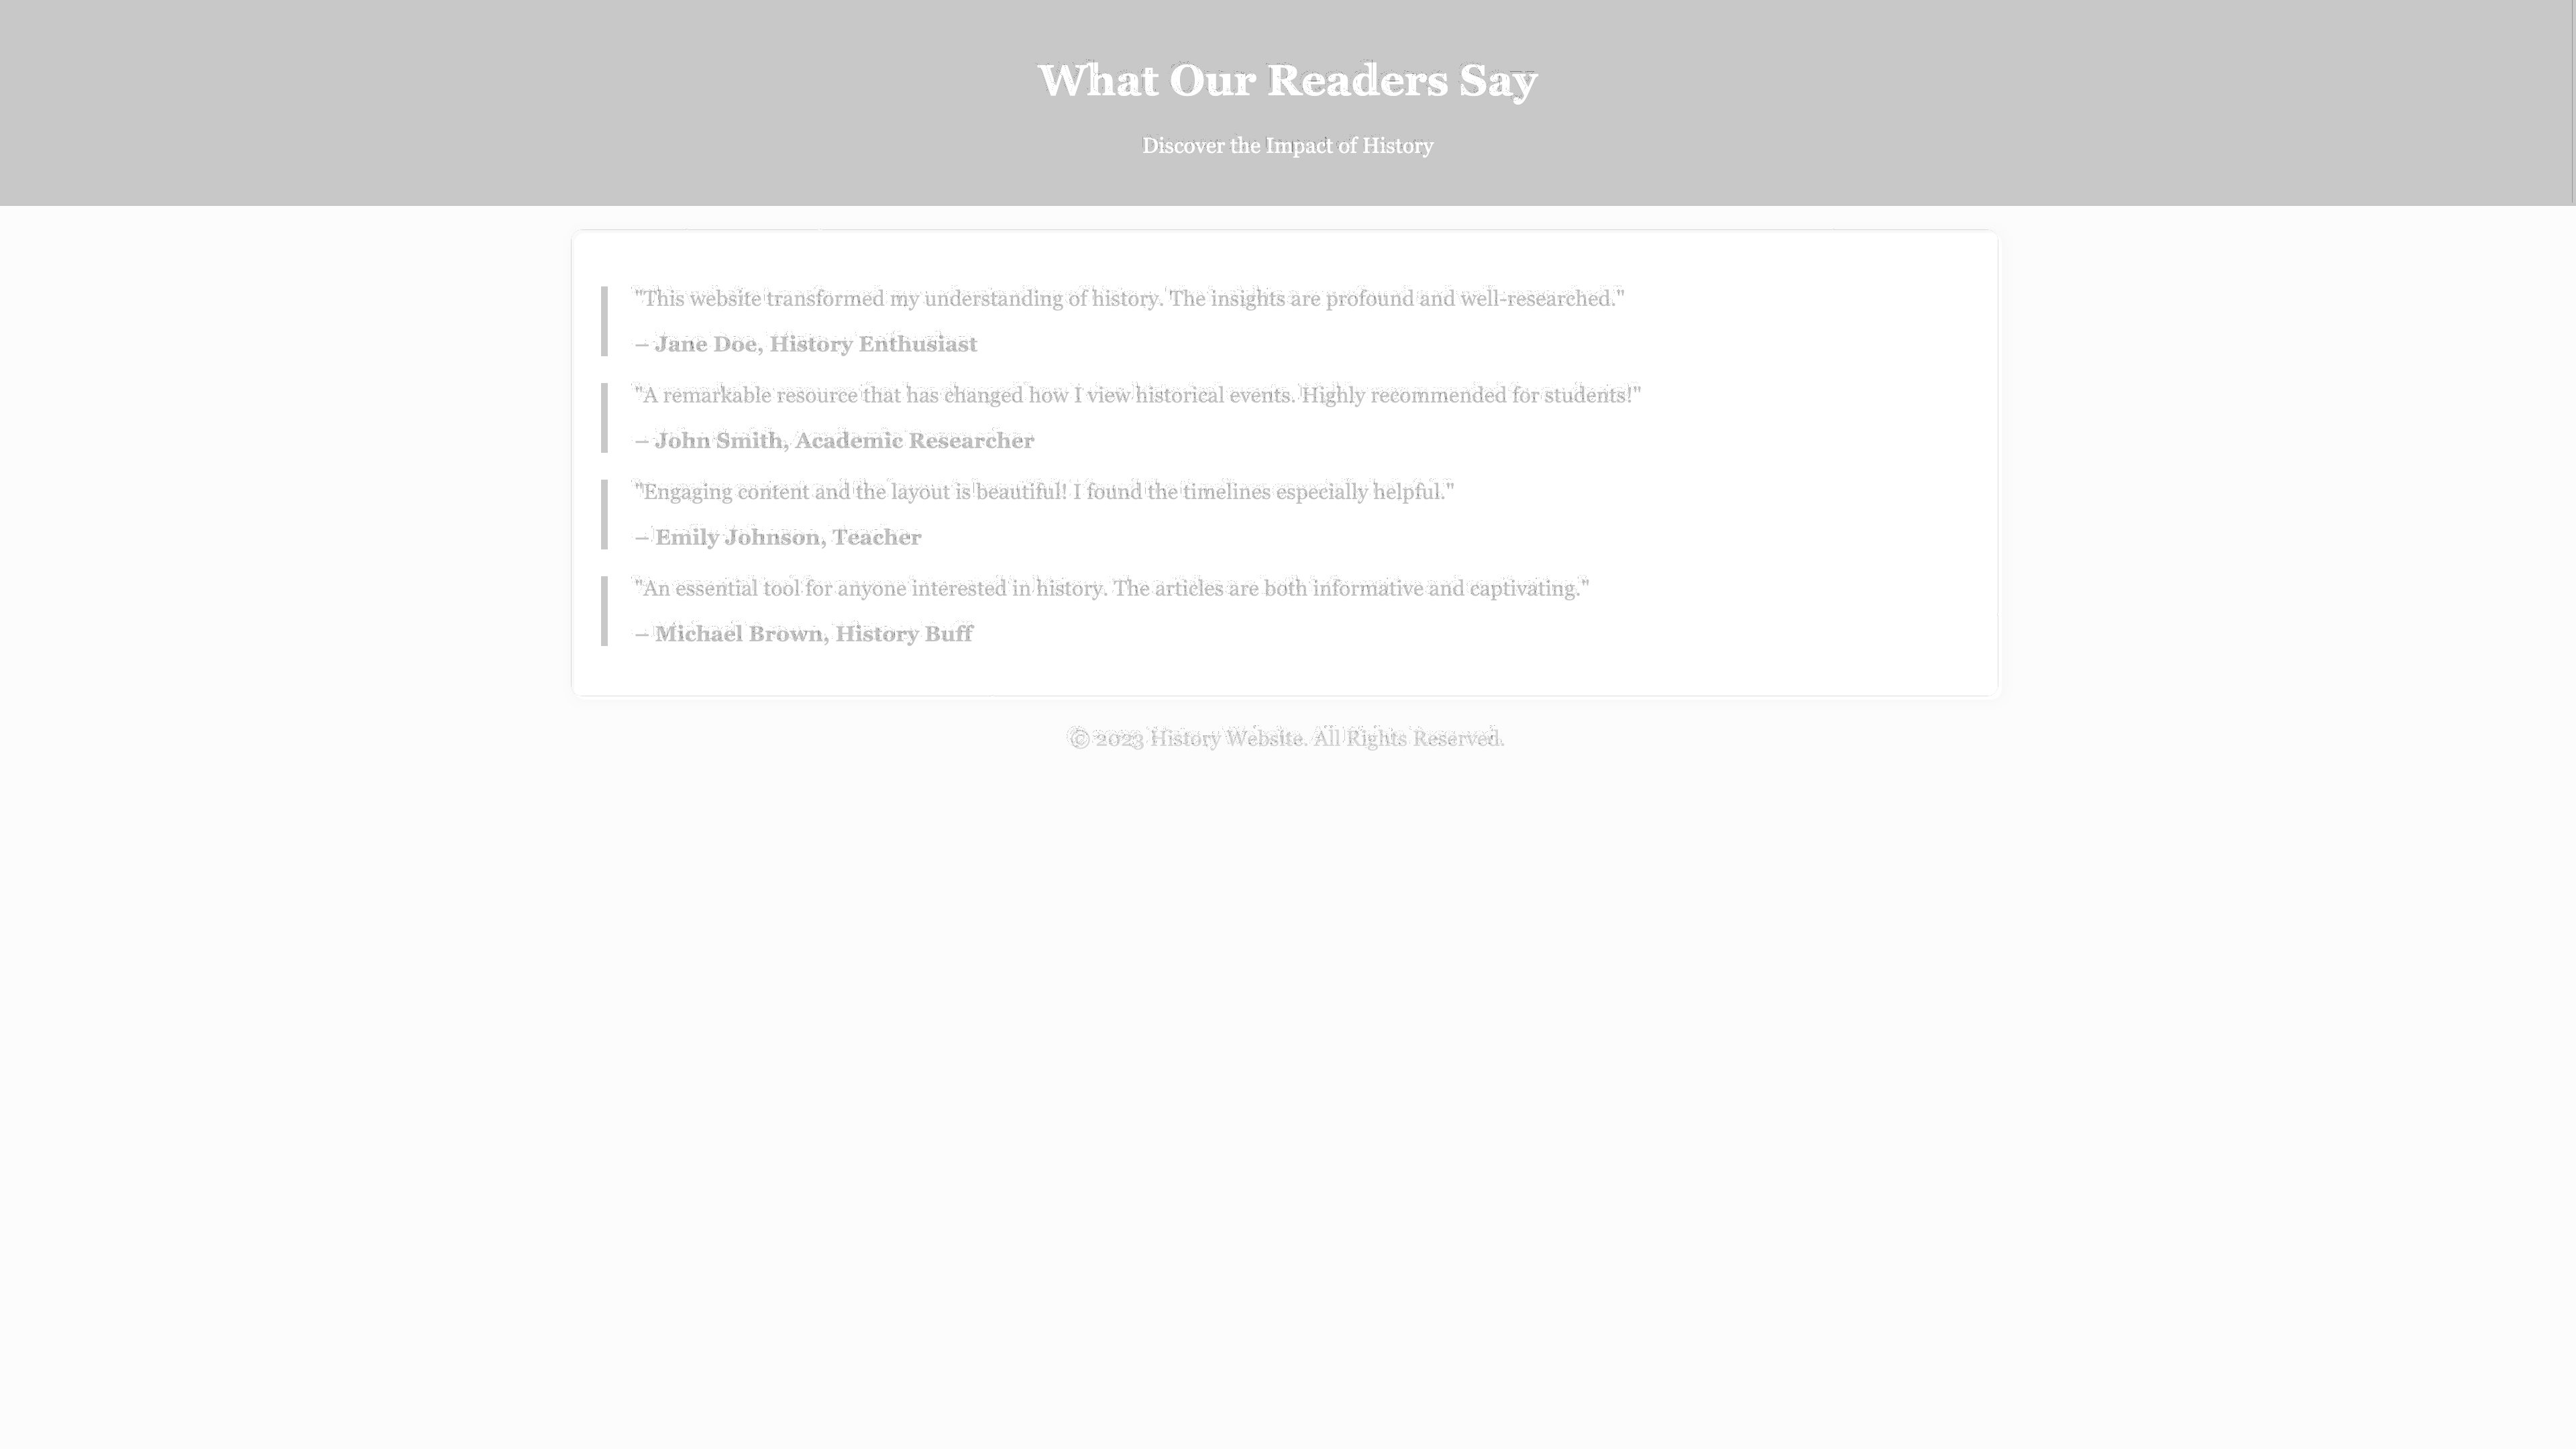 What Our Readers Say
Discover the Impact of History
"This website transformed my understanding of history. The insights are profound and well-researched."
– Jane Doe, History Enthusiast
"A remarkable resource that has changed how I view historical events. Highly recommended for students!"
– John Smith, Academic Researcher
"Engaging content and the layout is beautiful! I found the timelines especially helpful."
– Emily Johnson, Teacher
"An essential tool for anyone interested in history. The articles are both informative and captivating."
– Michael Brown, History Buff
© 2023 History Website. All Rights Reserved.